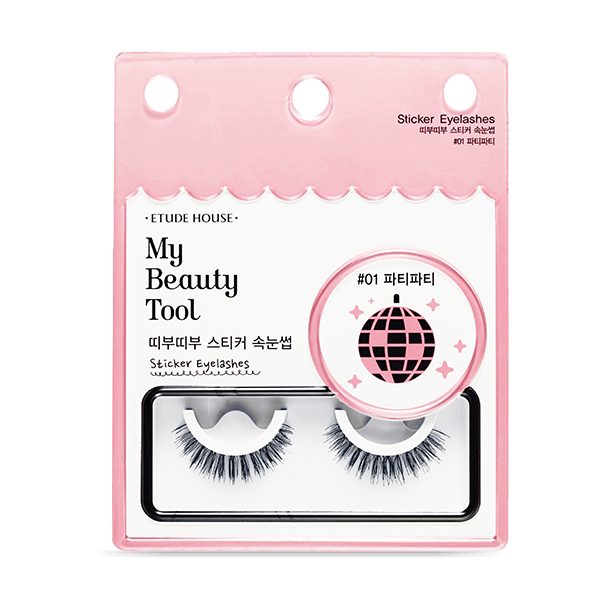 Sticker Eyelashes
띠부띠부 스티커 속눈썹
#01 파티파티
·ETUDE HOUSE·
My
Beauty
Tool
띠부띠부 스티커 속눈썹
Sticker Eyelashes
#01 파티파티